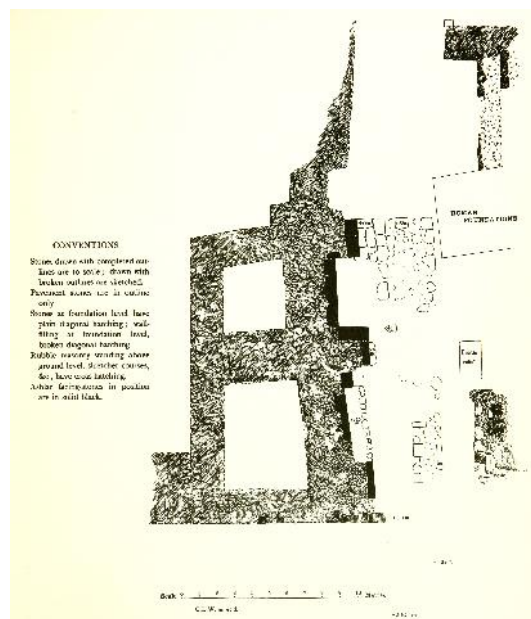 CONVENTIONS
Stones drawn with completed out-
lines are to scale; drawn with
broken outlines are sketched.
Pavement stones are in outline
only.
Stones at foundation level have
plain diagonal hatching; wall-
filling at foundation level,
broken diagonal hatching.
Rubble masonry standing above
ground level, stretcher courses,
&c., have cross hatching.
Ashlar facing-stones in position
are in solid black.
ROMAN
FOUNDATIONS
Scale